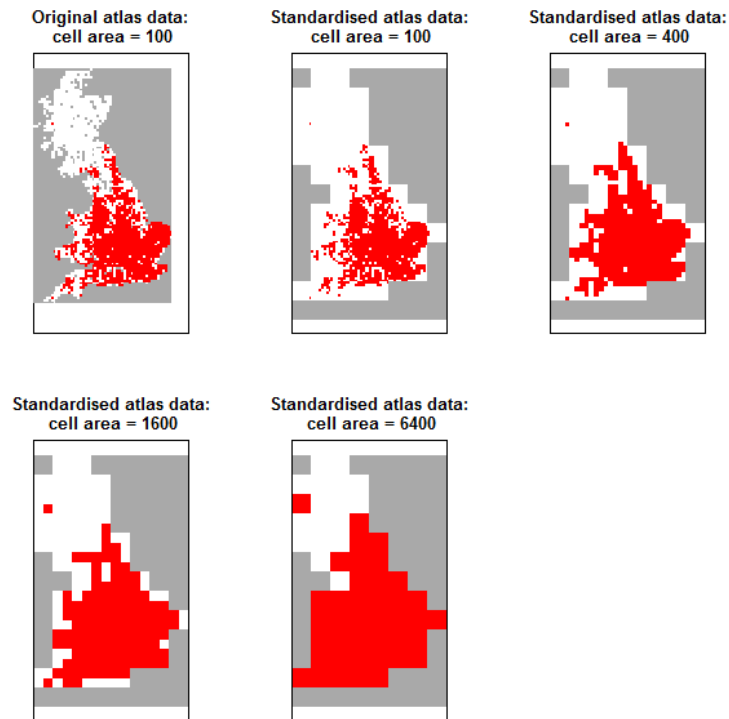 Original atlas data:
cell area = 100
Standardised atlas data:
cell area = 100
Standardised atlas data:
cell area = 400
Standardised atlas data:
cell area = 1600
Standardised atlas data:
cell area = 6400